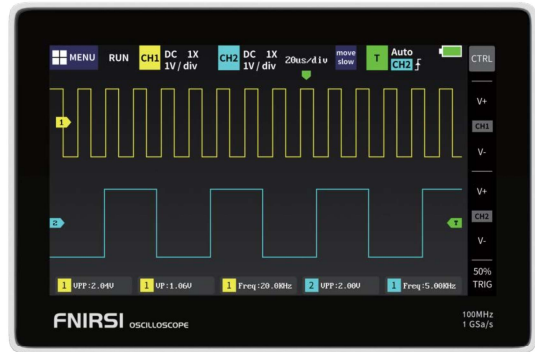 MENU RUN CH1 DC 1X 1V / div CH2 DC 1X 1V / div 20us/div move slow T Auto CH2 CTRL
V+
1
CH1
V-
V+
2 T
CH2
V-
50%
TRIG
1 VPP:2.04V 1 VP:1.06V 1 Freq:20.0KHz 2 VPP:2.00V 1 Freq:5.00KHz
FNIRSI OSCILLOSCOPE
100MHz
1 GSa/s